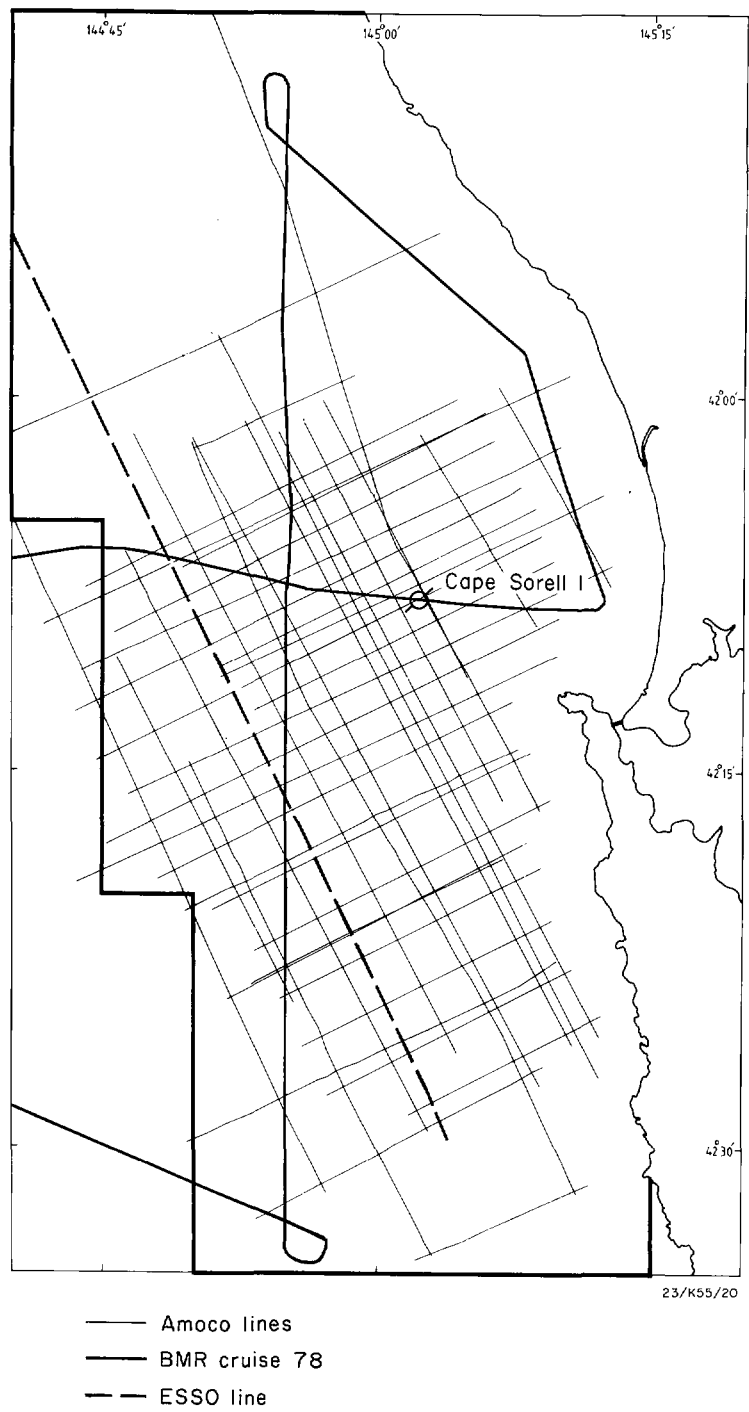 144°45' 145°00' 145°15'
42°00'
Cape Sorell 1
42°15'
42°30'
23/K55/20
Amoco lines
BMR cruise 78
ESSO line